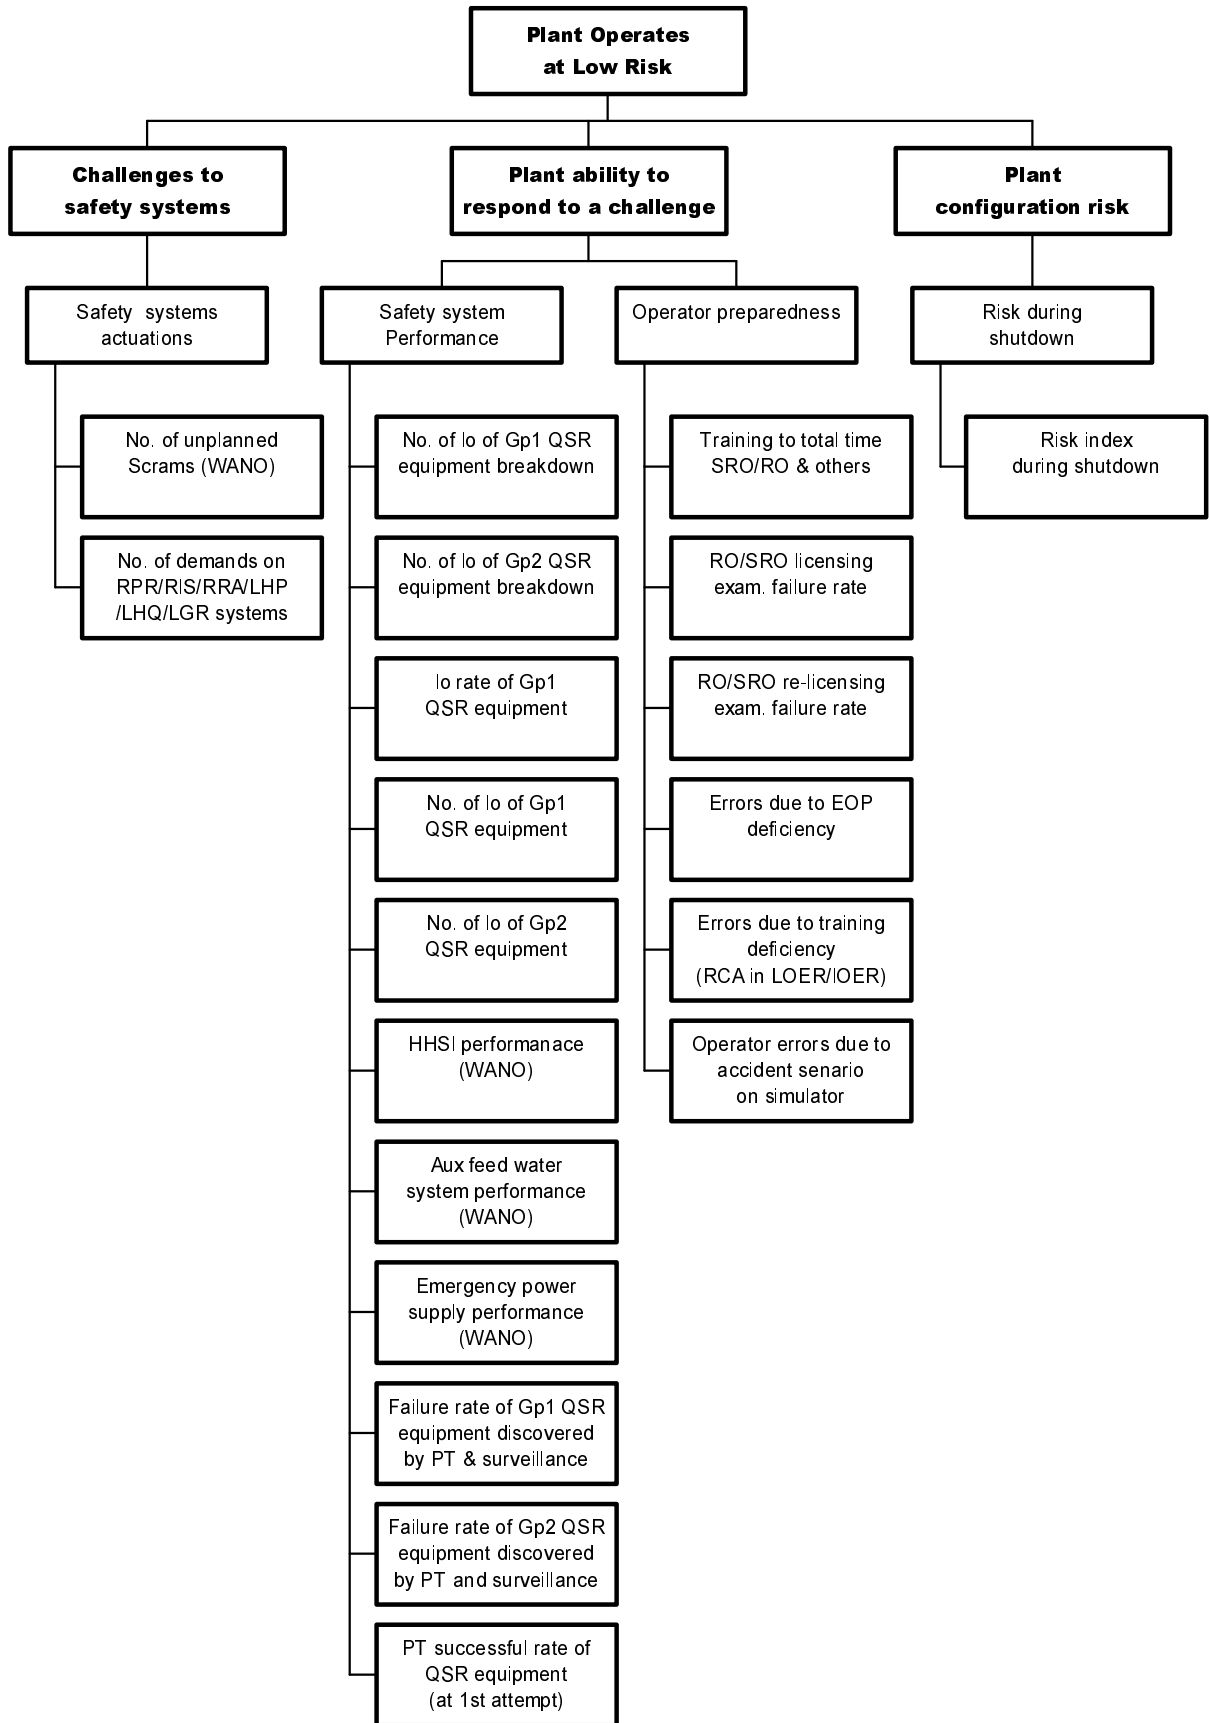 Plant Operates
at Low Risk
Challenges to
safety systems
Plant ability to
respond to a challenge
Plant
configuration risk
Safety systems
actuations
Safety system
Performance
Operator preparedness
Risk during
shutdown
No. of unplanned
Scrams (WANO)
No. of demands on
RPR/RIS/RRA/LHP
/LHQ/LGR systems
No. of Io of Gp1 QSR
equipment breakdown
No. of Io of Gp2 QSR
equipment breakdown
Io rate of Gp1
QSR equipment
No. of Io of Gp1
QSR equipment
No. of Io of Gp2
QSR equipment
HHSI performanace
(WANO)
Aux feed water
system performance
(WANO)
Emergency power
supply performance
(WANO)
Failure rate of Gp1 QSR
equipment discovered
by PT & surveillance
Failure rate of Gp2 QSR
equipment discovered
by PT and surveillance
PT successful rate of
QSR equipment
(at 1st attempt)
Training to total time
SRO/RO & others
RO/SRO licensing
exam. failure rate
RO/SRO re-licensing
exam. failure rate
Errors due to EOP
deficiency
Errors due to training
deficiency
(RCA in LOER/IOER)
Operator errors due to
accident senario
on simulator
Risk index
during shutdown